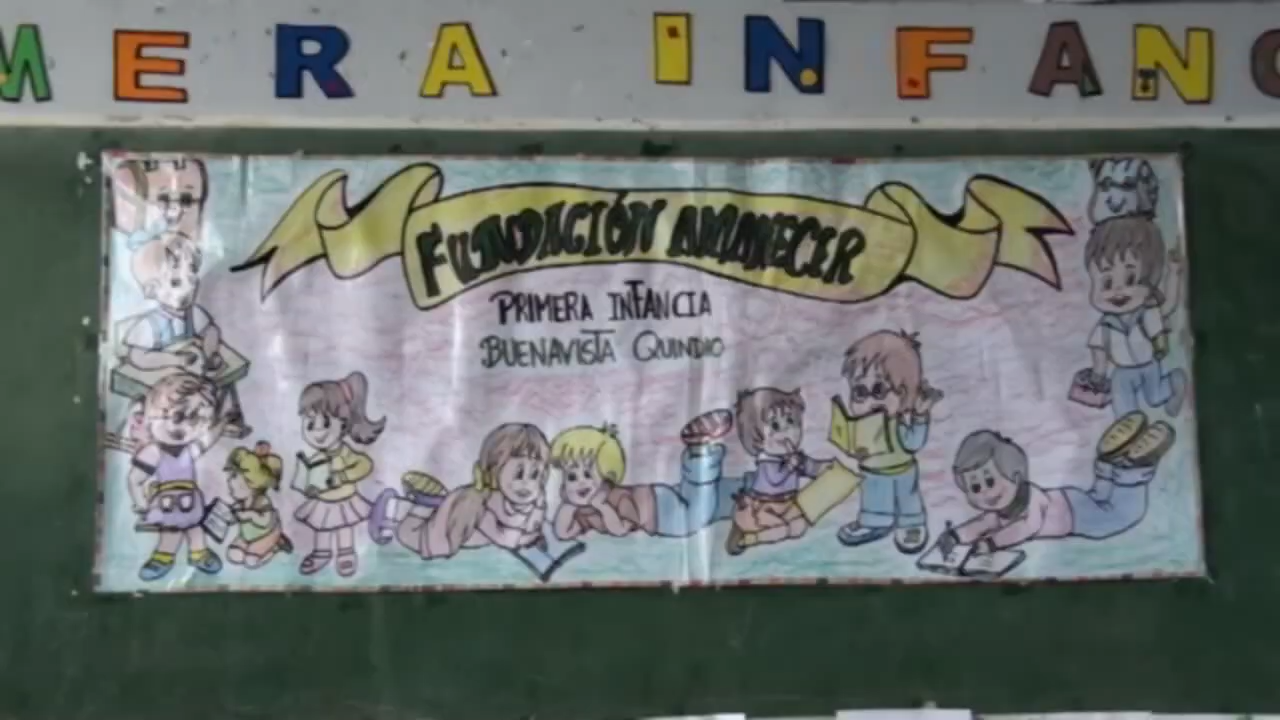 MERA INFANC
FUNDACIÓN AMANECER
PRIMERA INFANCIA
BUENAVISTA QUINDIO